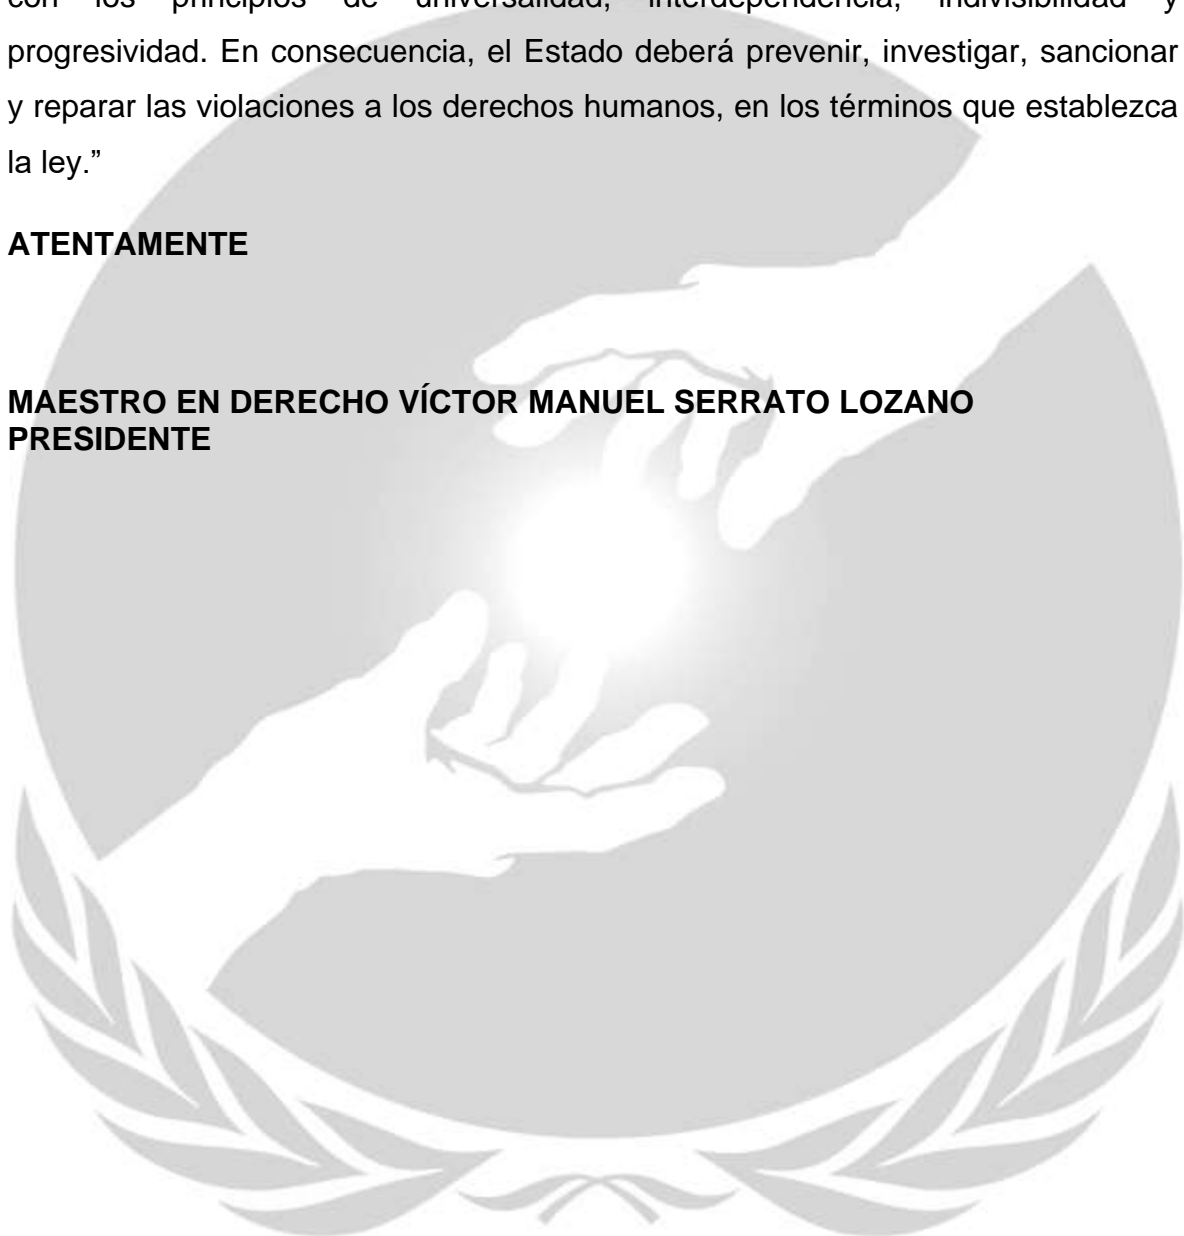 con los principios de universalidad, interdependencia, indivisibilidad y
progresividad. En consecuencia, el Estado deberá prevenir, investigar, sancionar
y reparar las violaciones a los derechos humanos, en los términos que establezca
la ley.”
ATENTAMENTE
MAESTRO EN DERECHO VÍCTOR MANUEL SERRATO LOZANO
PRESIDENTE